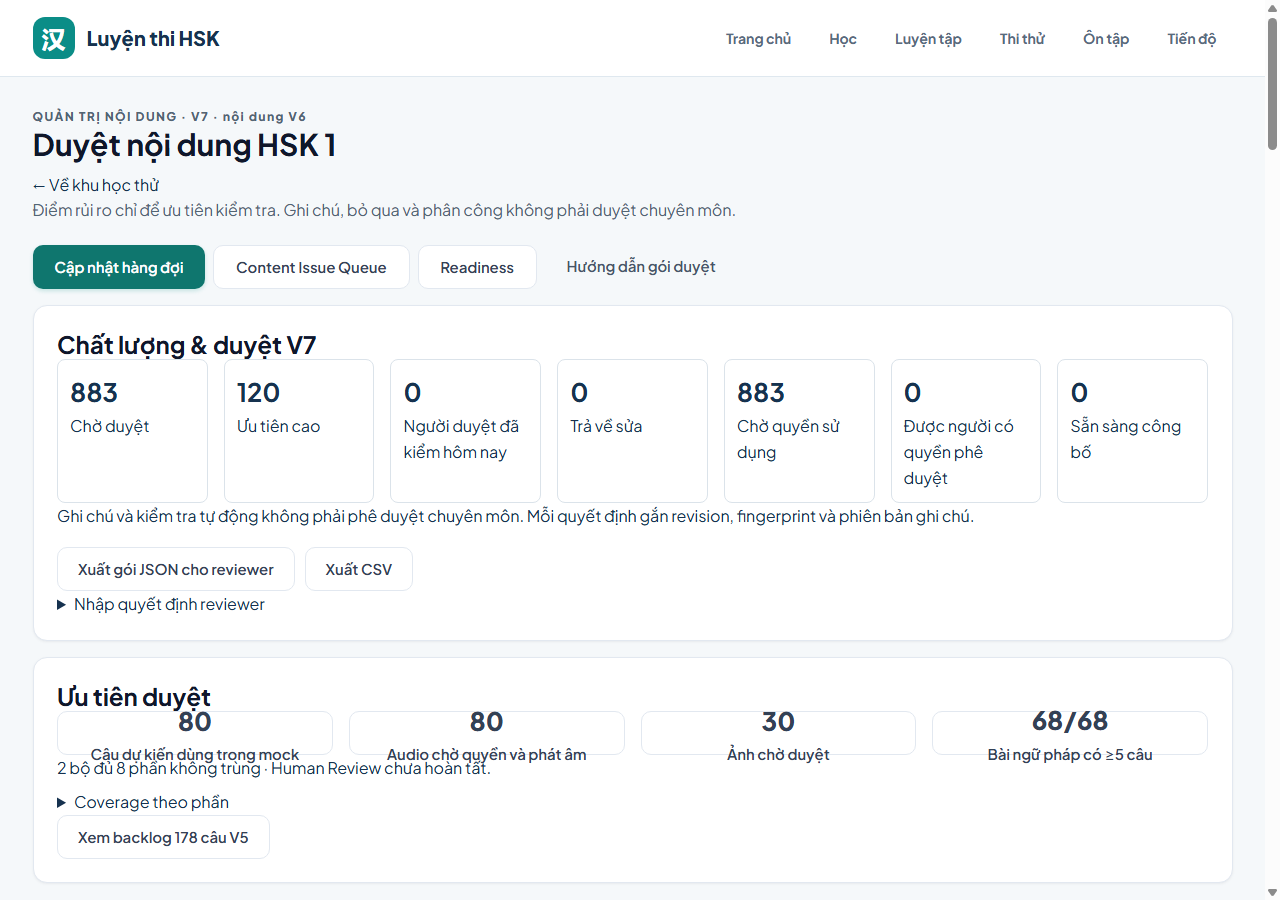 汉 Luyện thi HSK
Trang chủ Học Luyện tập Thi thử Ôn tập Tiến độ
QUẢN TRỊ NỘI DUNG · V7 · nội dung V6
Duyệt nội dung HSK 1
← Về khu học thử
Điểm rủi ro chỉ để ưu tiên kiểm tra. Ghi chú, bỏ qua và phân công không phải duyệt chuyên môn.
Cập nhật hàng đợi Content Issue Queue Readiness Hướng dẫn gói duyệt
Chất lượng & duyệt V7
883
Chờ duyệt
120
Ưu tiên cao
0
Người duyệt đã
kiểm hôm nay
0
Trả về sửa
883
Chờ quyền sử
dụng
0
Được người có
quyền phê
duyệt
0
Sẵn sàng công
bố
Ghi chú và kiểm tra tự động không phải phê duyệt chuyên môn. Mỗi quyết định gắn revision, fingerprint và phiên bản ghi chú.
Xuất gói JSON cho reviewer Xuất CSV
▶ Nhập quyết định reviewer
Ưu tiên duyệt
80
Câu dự kiến dùng trong mock
80
Audio chờ quyền và phát âm
30
Ảnh chờ duyệt
68/68
Bài ngữ pháp có ≥5 câu
2 bộ đủ 8 phần không trùng · Human Review chưa hoàn tất.
▶ Coverage theo phần
Xem backlog 178 câu V5